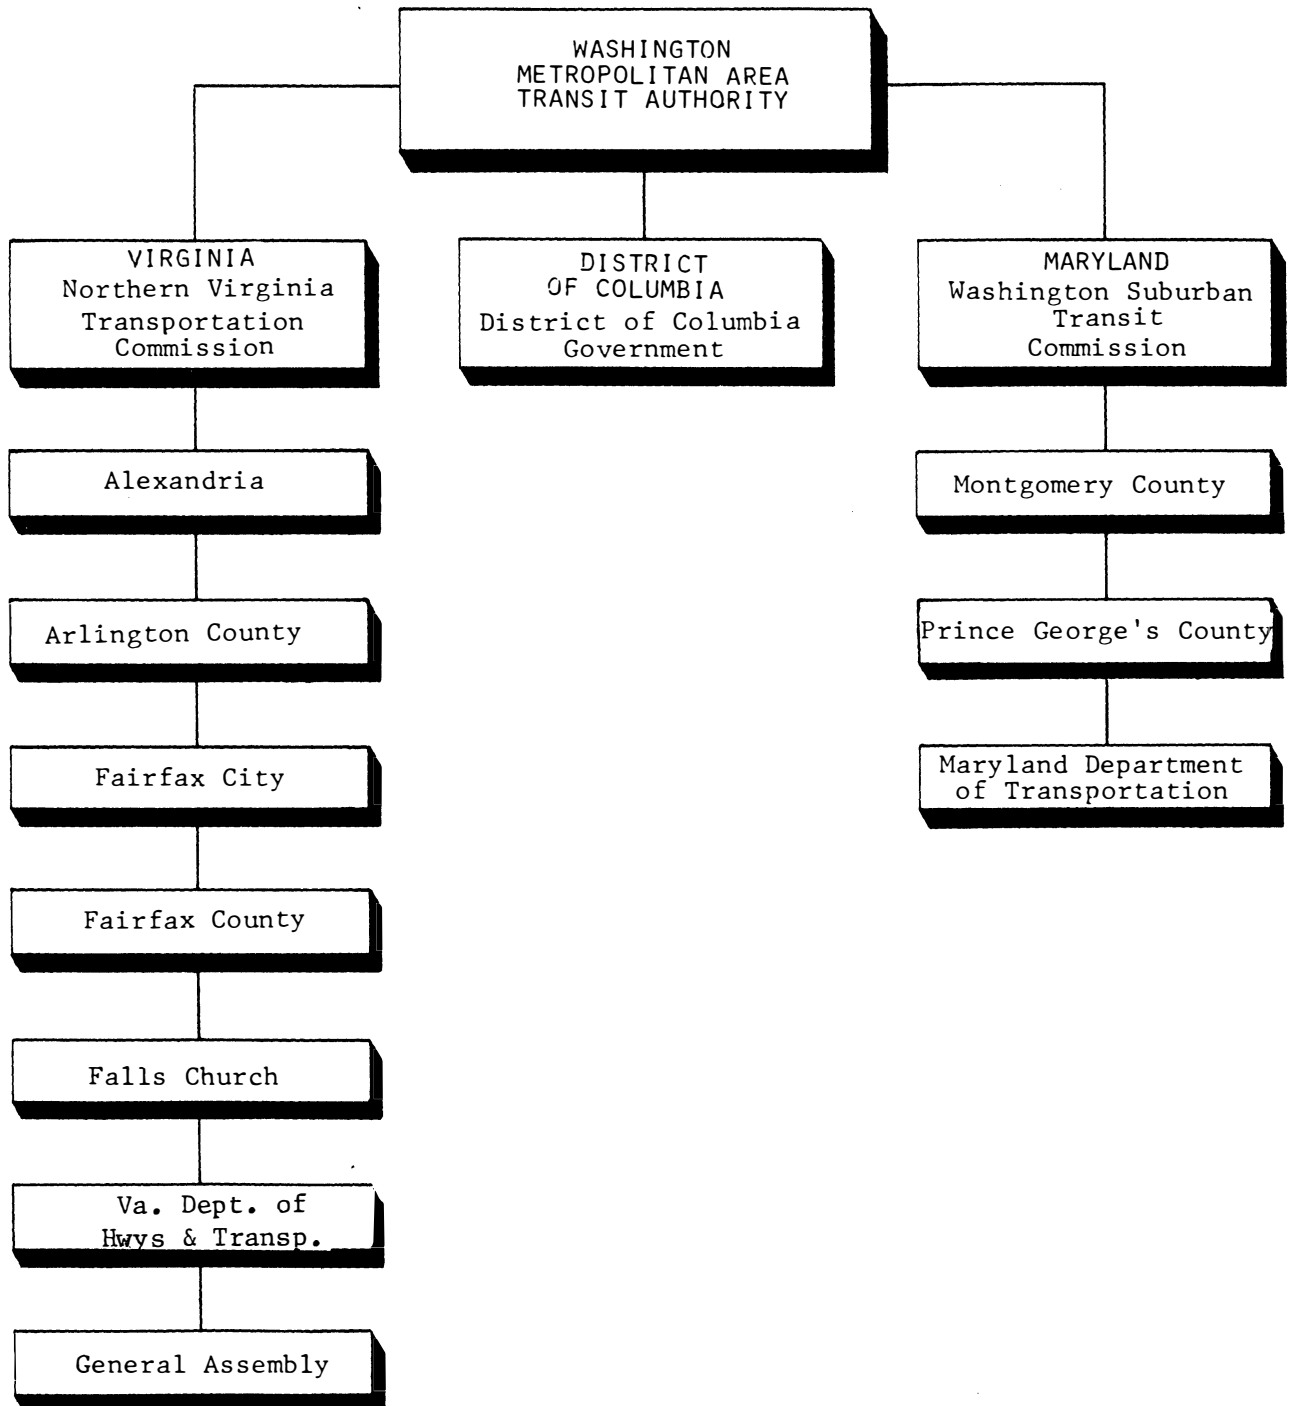 WASHINGTON
METROPOLITAN AREA
TRANSIT AUTHORITY
VIRGINIA
Northern Virginia
Transportation
Commission
DISTRICT
OF COLUMBIA
District of Columbia
Government
MARYLAND
Washington Suburban
Transit
Commission
Alexandria
Arlington County
Fairfax City
Fairfax County
Falls Church
Va. Dept. of
Hwys & Transp.
General Assembly
Montgomery County
Prince George's County
Maryland Department
of Transportation